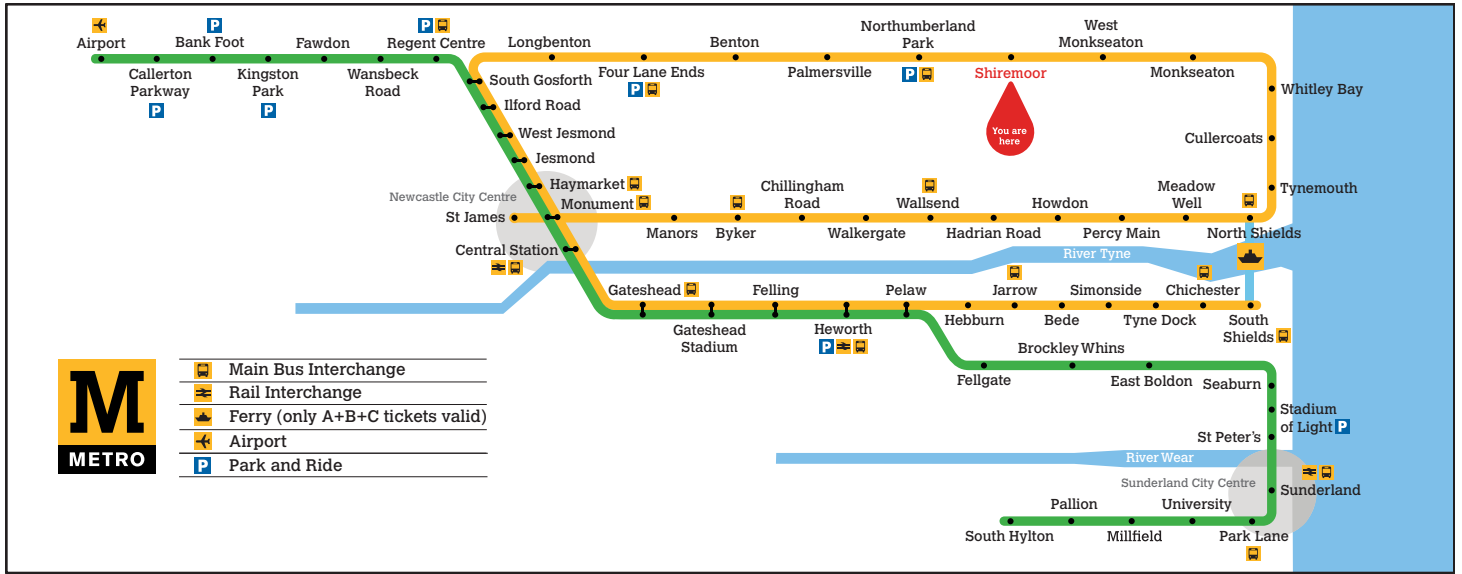 Airport
Callerton
Parkway
Bank Foot
Kingston
Park
Fawdon
Wansbeck
Road
Regent Centre
Longbenton
Four Lane Ends
Benton
Palmersville
Northumberland
Park
Shiremoor
You are
here
West
Monkseaton
Monkseaton
Whitley Bay
Cullercoats
Tynemouth
South Gosforth
Ilford Road
West Jesmond
Jesmond
Haymarket
Newcastle City Centre
Monument
St James
Central Station
Manors
Byker
Chillingham
Road
Walkergate
Wallsend
Hadrian Road
Howdon
Percy Main
Meadow
Well
North Shields
River Tyne
Gateshead
Gateshead
Stadium
Felling
Heworth
Pelaw
Hebburn
Jarrow
Bede
Simonside
Tyne Dock
Chichester
South
Shields
Brockley Whins
Fellgate
East Boldon
Seaburn
Stadium
of Light
St Peter's
River Wear
Sunderland City Centre
Sunderland
Pallion
University
South Hylton
Millfield
Park Lane
M
METRO
Main Bus Interchange
Rail Interchange
Ferry (only A+B+C tickets valid)
Airport
P Park and Ride